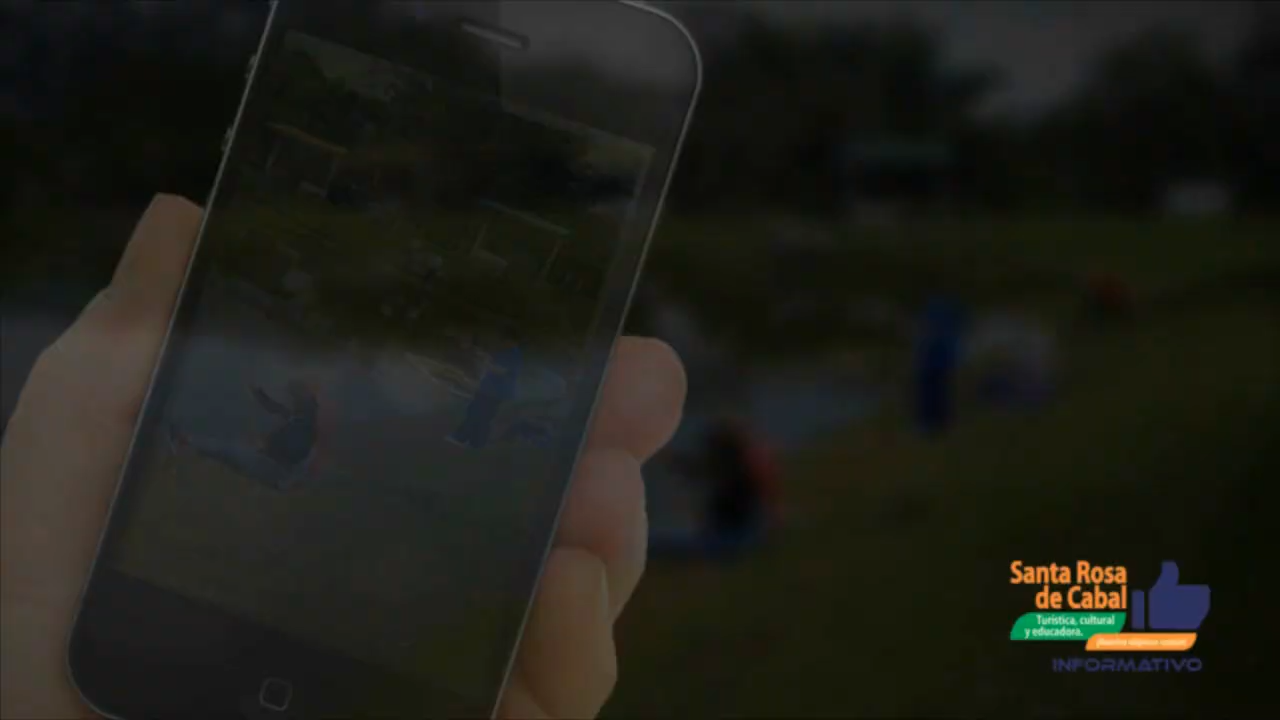 Santa Rosa
de Cabal
Turística, cultural
y educadora.
INFORMATIVO